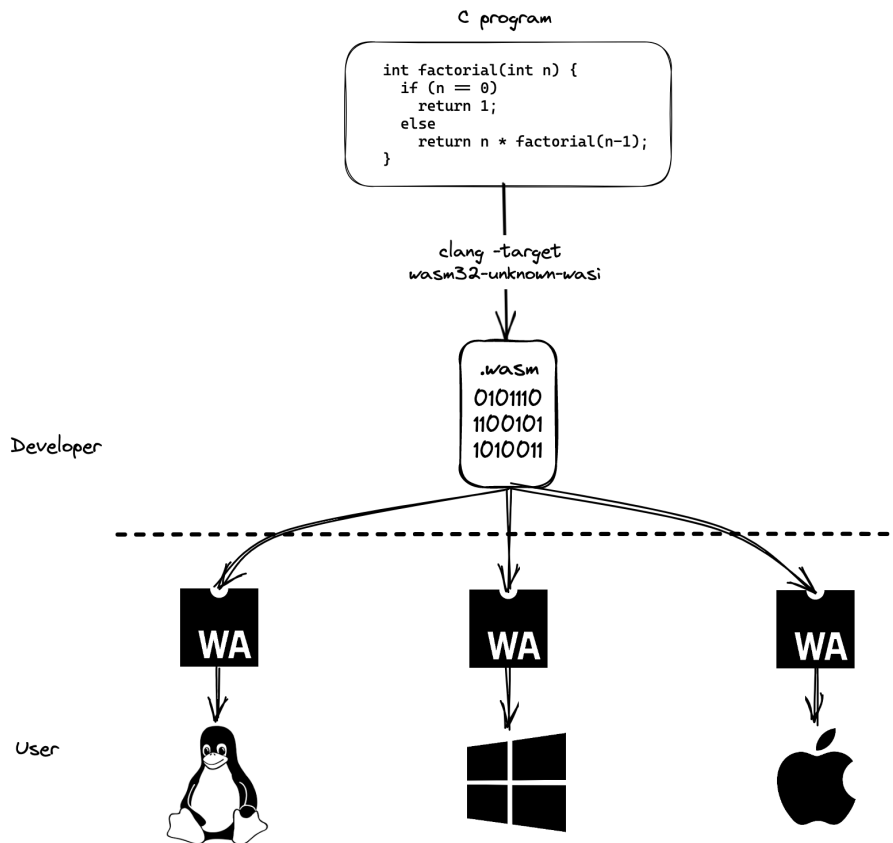 C program
int factorial(int n) {
if (n == 0)
return 1;
else
return n * factorial(n-1);
}
clang -target
wasm32-unknown-wasi
.wasm
0101110
1100101
1010011
Developer
WA
WA
WA
User